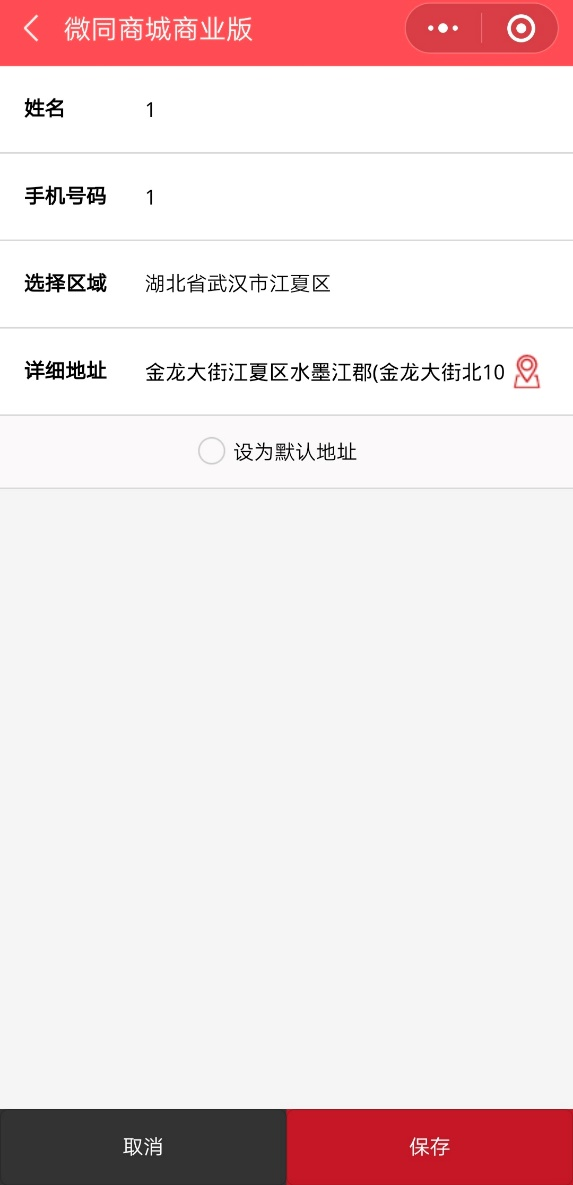 微同商城商业版
姓名 1
手机号码 1
选择区域 湖北省武汉市江夏区
详细地址 金龙大街江夏区水墨江郡(金龙大街北10
设为默认地址
取消 保存